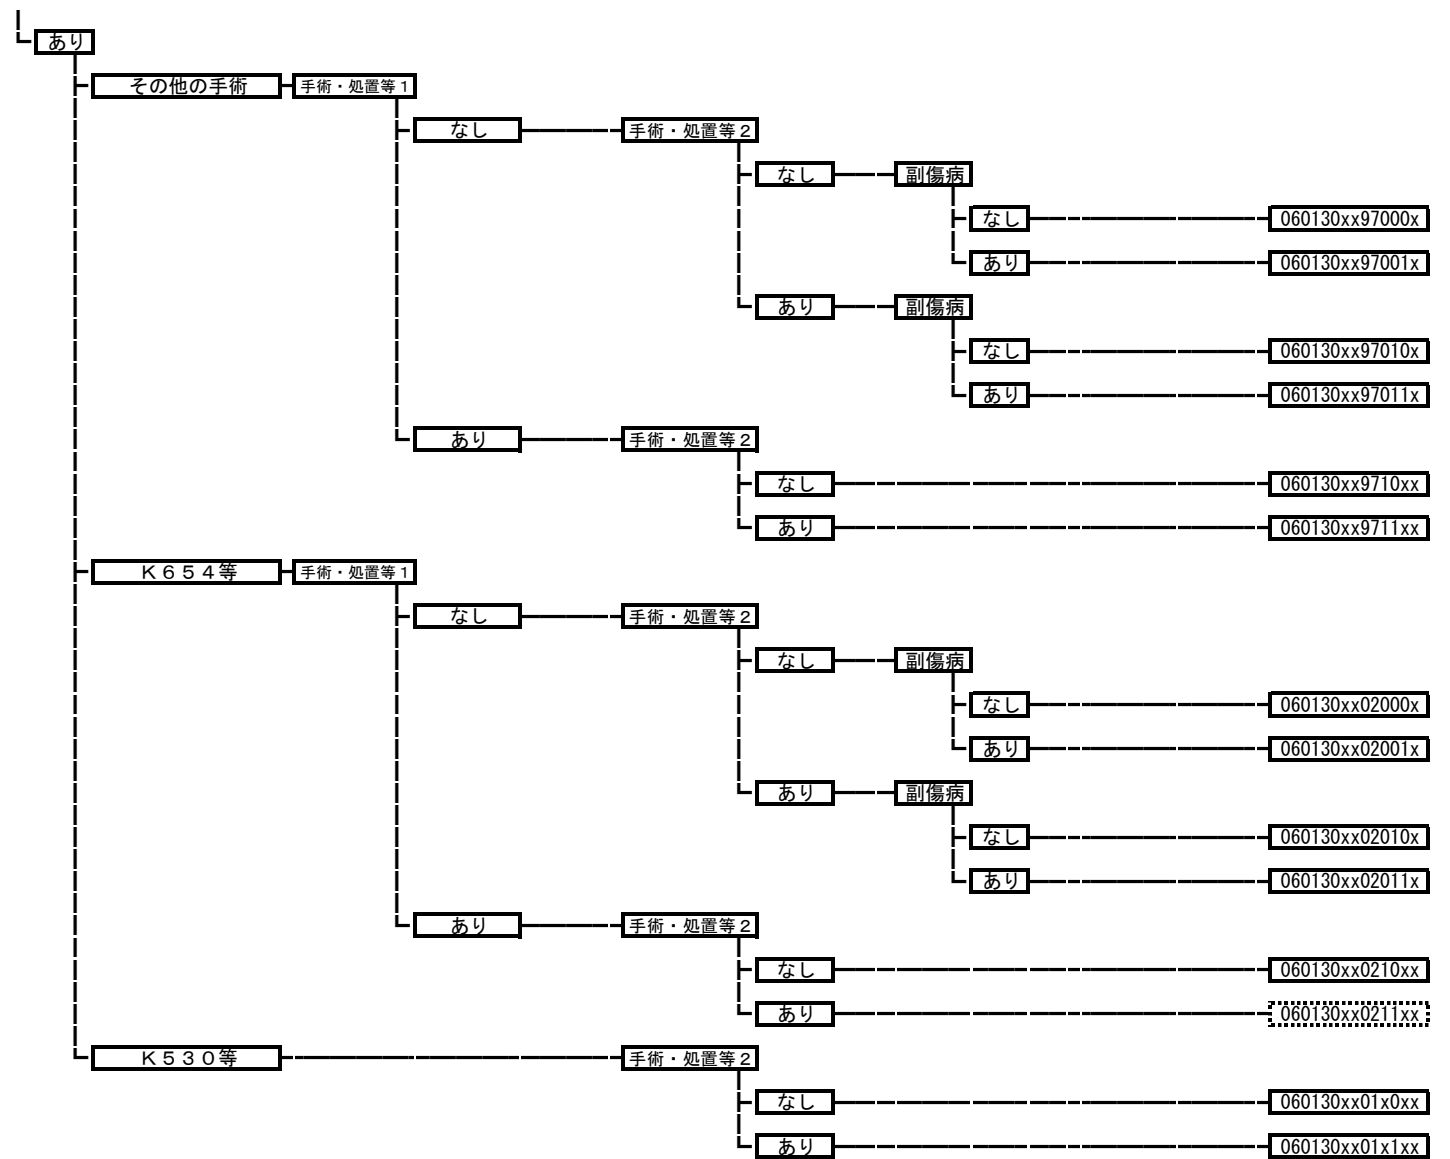 あり
その他の手術 手術・処置等1
なし 手術・処置等2
なし 副傷病
なし 060130xx97000x
あり 060130xx97001x
あり 副傷病
なし 060130xx97010x
あり 060130xx97011x
あり 手術・処置等2
なし 060130xx9710xx
あり 060130xx9711xx
K654等 手術・処置等1
なし 手術・処置等2
なし 副傷病
なし 060130xx02000x
あり 060130xx02001x
あり 副傷病
なし 060130xx02010x
あり 060130xx02011x
あり 手術・処置等2
なし 060130xx0210xx
あり 060130xx0211xx
K530等 手術・処置等2
なし 060130xx01x0xx
あり 060130xx01x1xx